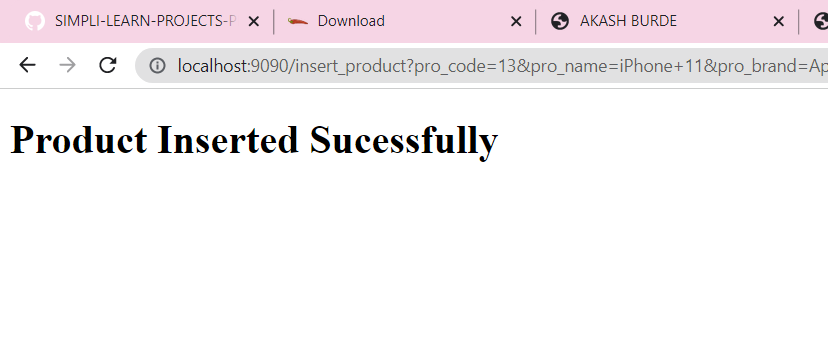 SIMPLI-LEARN-PROJECTS-P
Download
AKASH BURDE
localhost:9090/insert_product?pro_code=13&pro_name=iPhone+11&pro_brand=Ap
Product Inserted Sucessfully